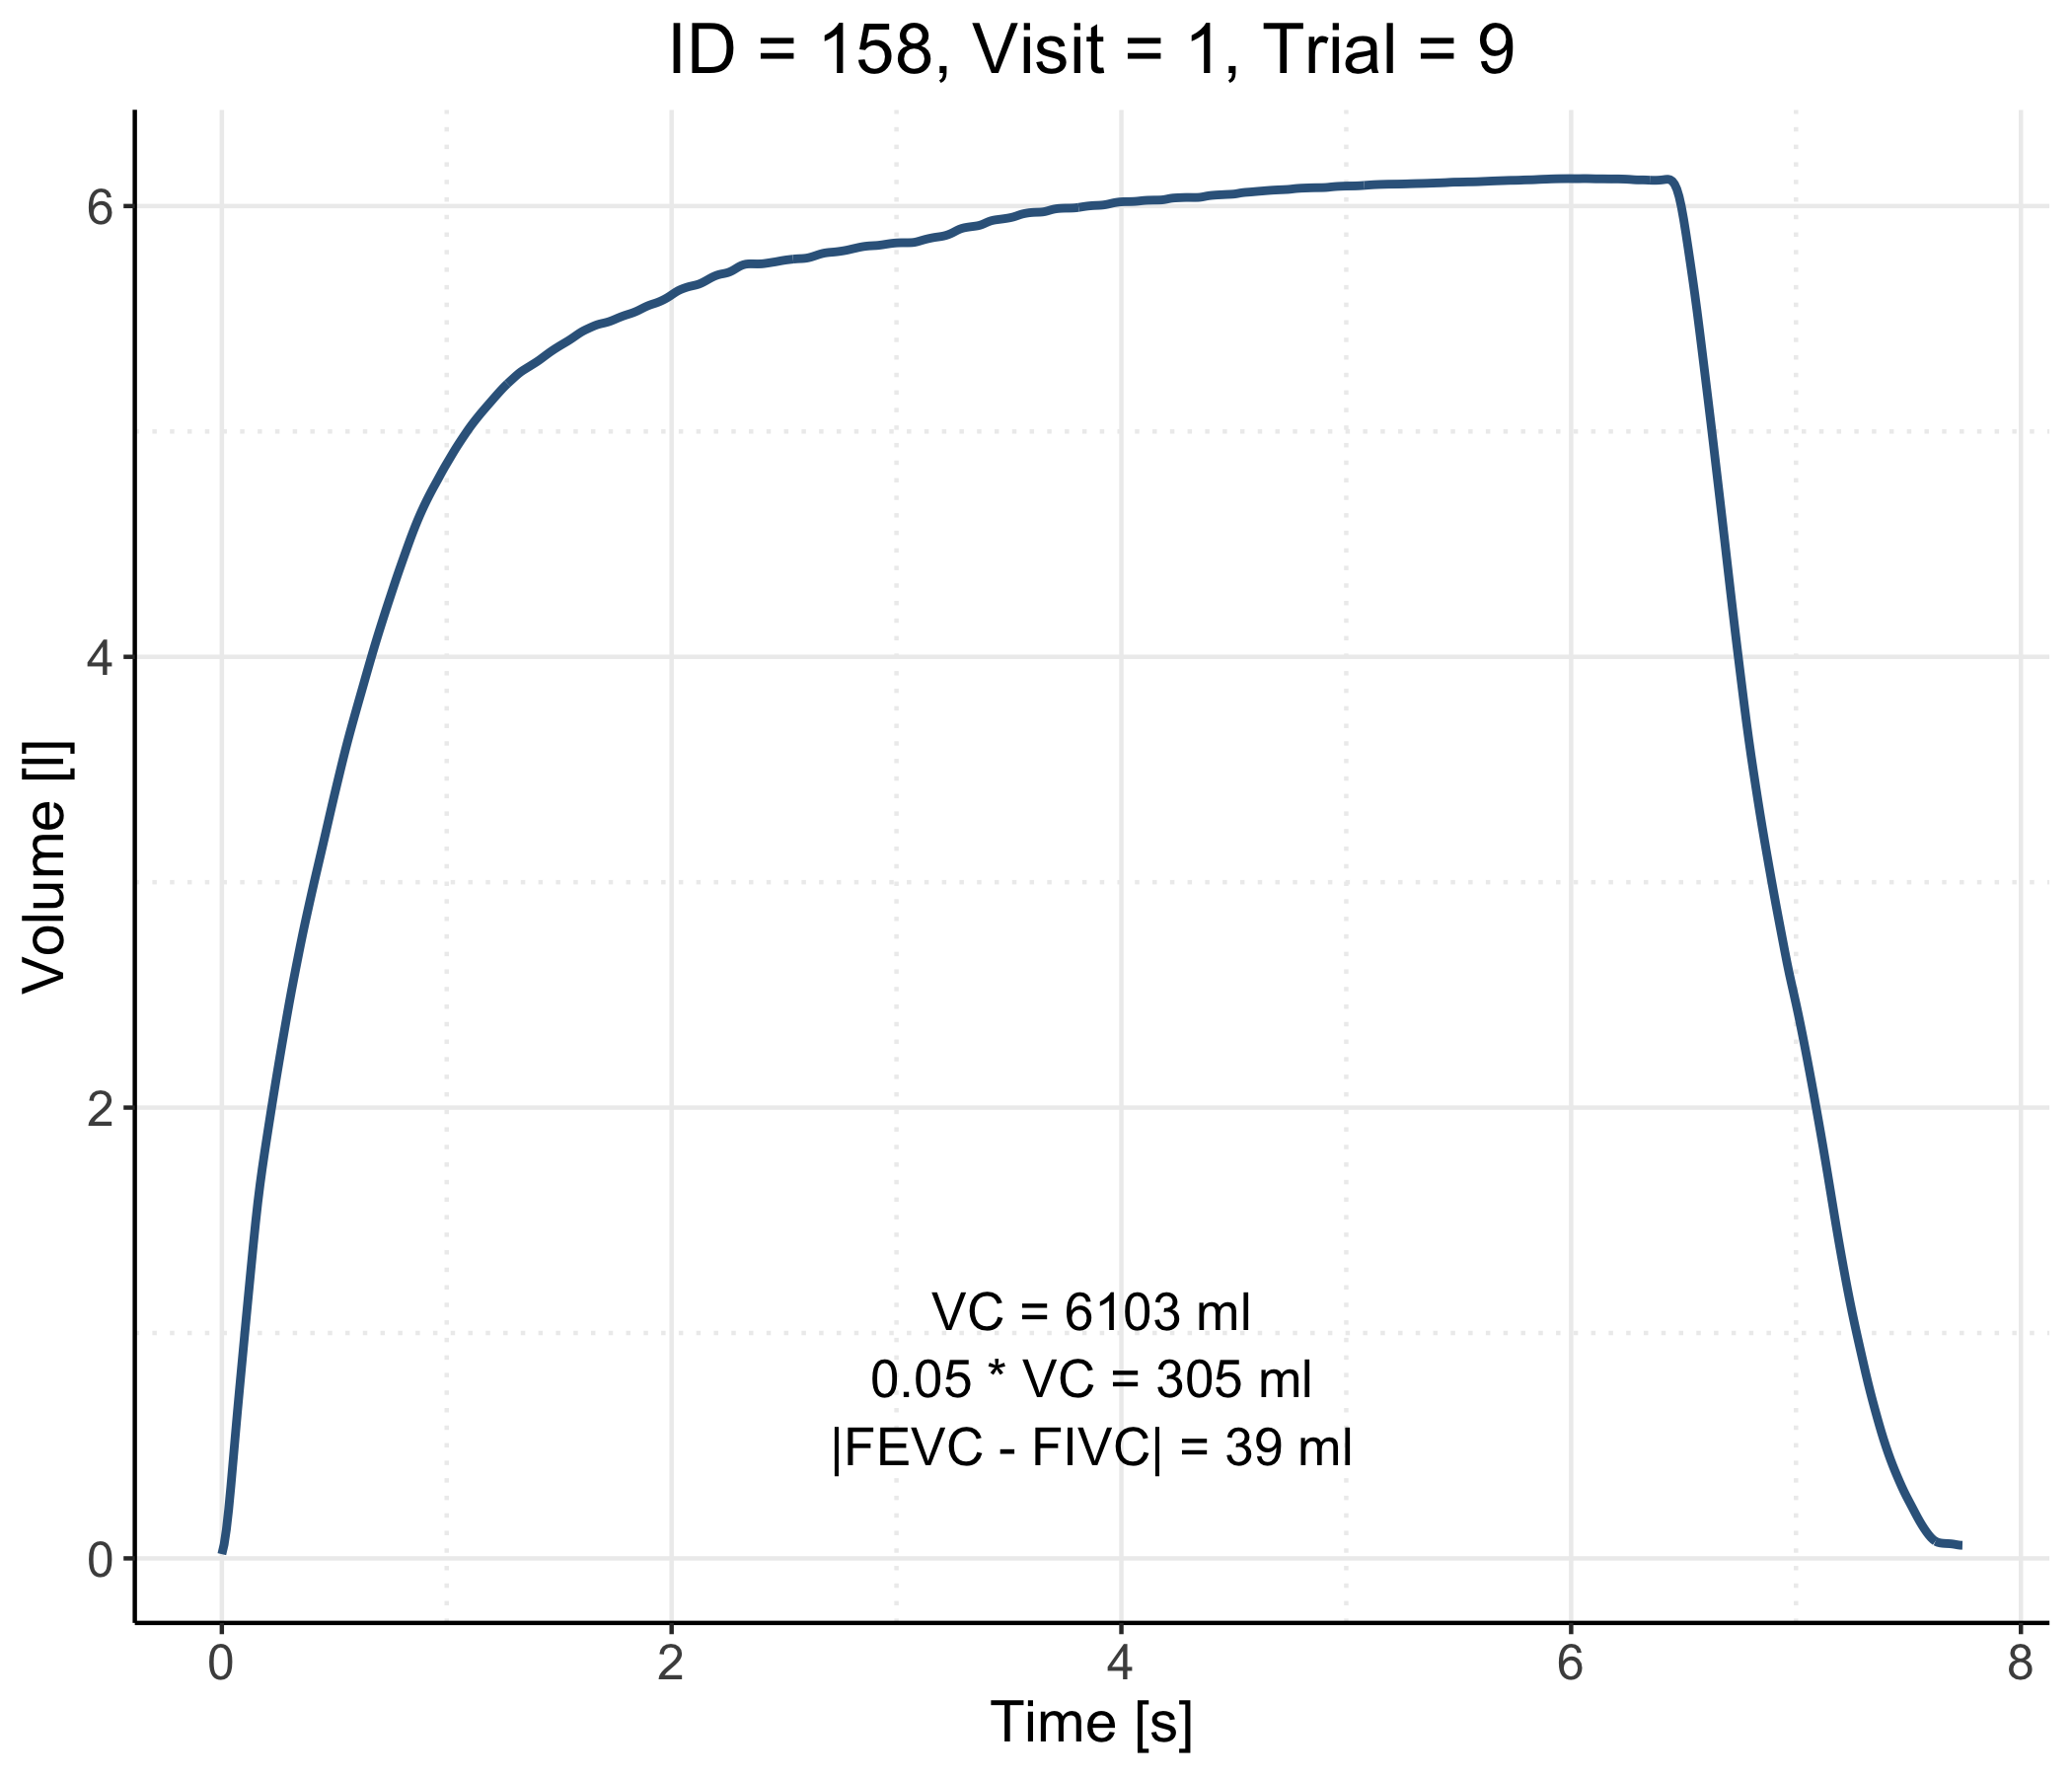 ID = 158, Visit = 1, Trial = 9
6
4
2
0
Volume [l]
VC = 6103 ml
0.05 * VC = 305 ml
|FEVC - FIVC| = 39 ml
0 2 4 6 8
Time [s]